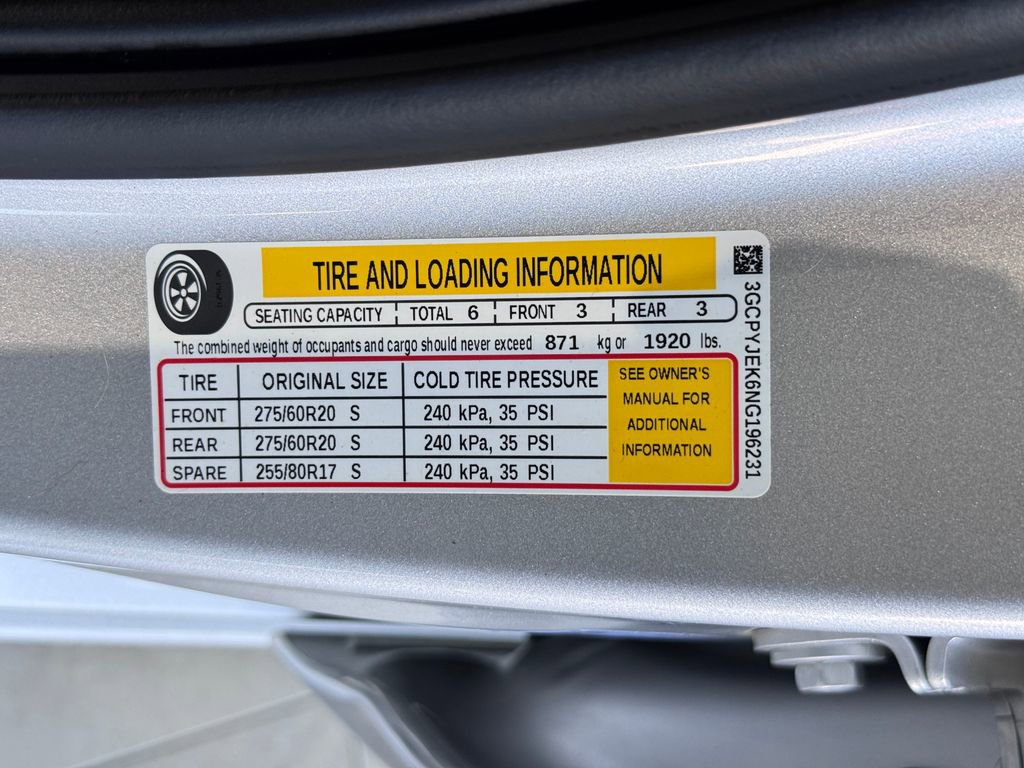 TIRE AND LOADING INFORMATION
SEATING CAPACITY TOTAL 6 FRONT 3 REAR 3
The combined weight of occupants and cargo should never exceed 871 kg or 1920 lbs.
TIRE ORIGINAL SIZE COLD TIRE PRESSURE
FRONT 275/60R20 S 240 kPa, 35 PSI
REAR 275/60R20 S 240 kPa, 35 PSI
SPARE 255/80R17 S 240 kPa, 35 PSI
SEE OWNER'S
MANUAL FOR
ADDITIONAL
INFORMATION
3GCPYJEK6NG196231